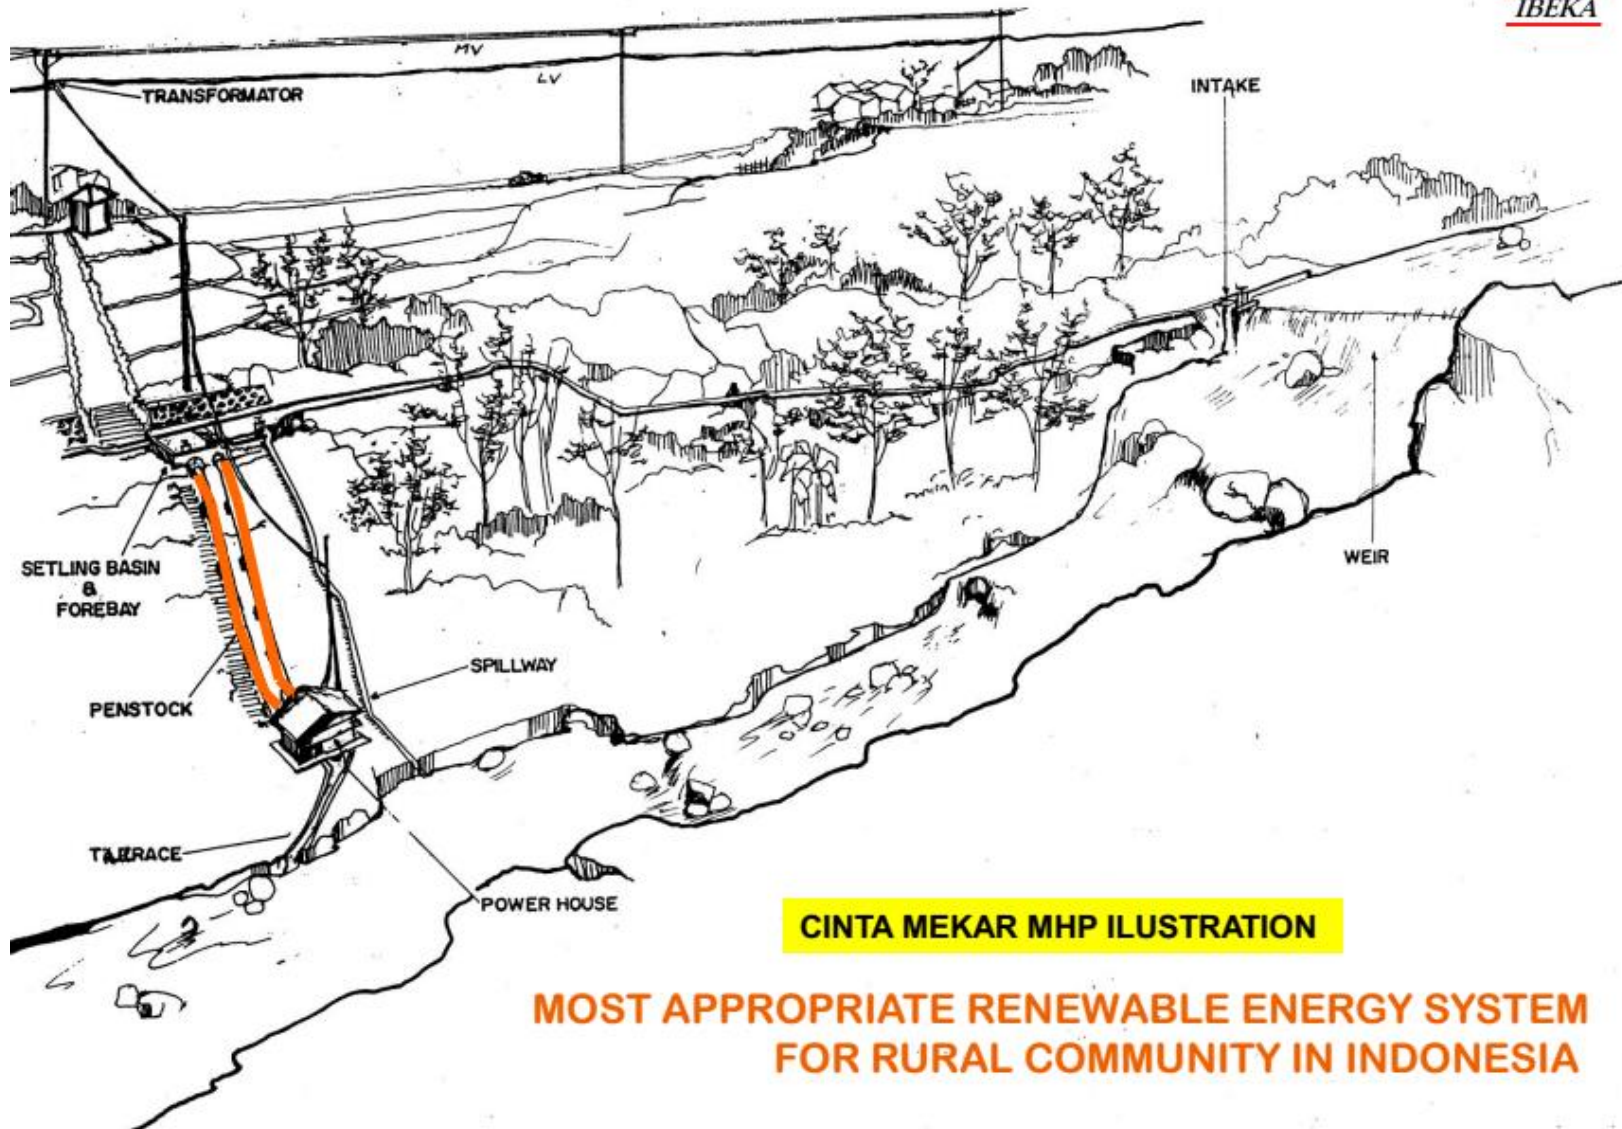 IBEKA
MV
LV
TRANSFORMATOR
INTAKE
SETLING BASIN
&
FOREBAY
WEIR
SPILLWAY
PENSTOCK
POWER HOUSE
CINTA MEKAR MHP ILUSTRATION
MOST APPROPRIATE RENEWABLE ENERGY SYSTEM
FOR RURAL COMMUNITY IN INDONESIA